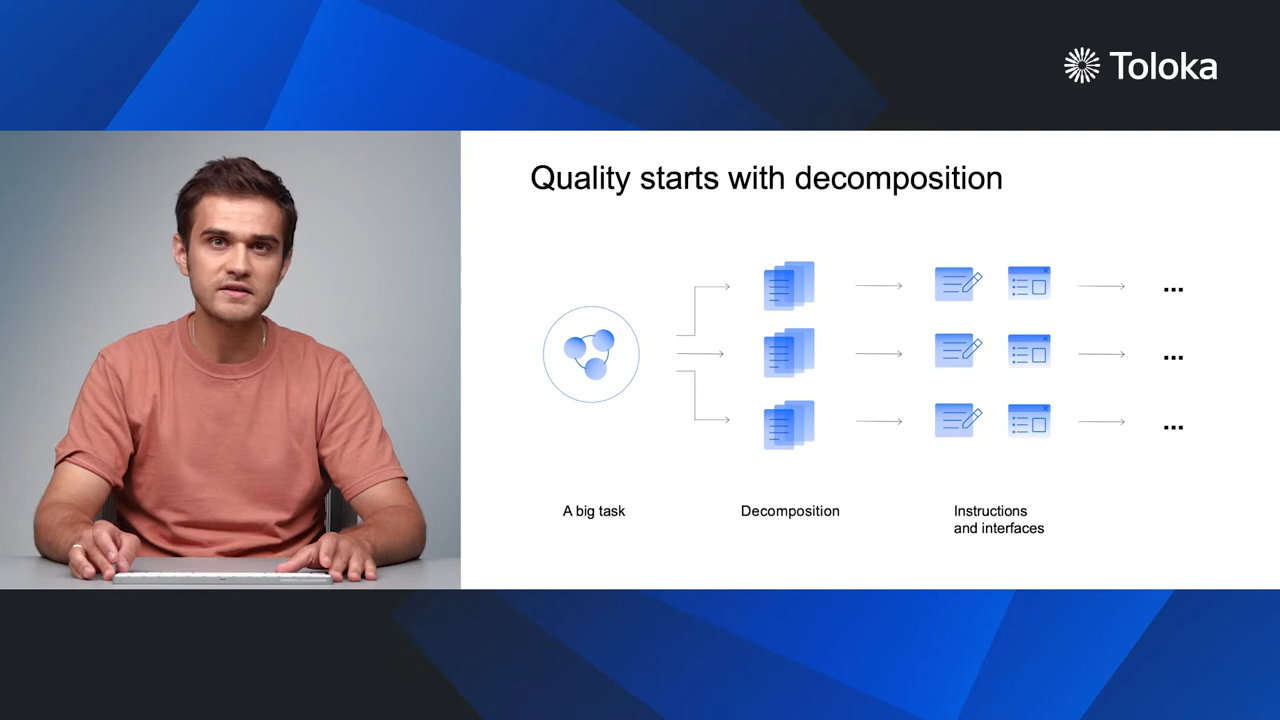 Toloka
Quality starts with decomposition
...
...
...
A big task
Decomposition
Instructions
and interfaces